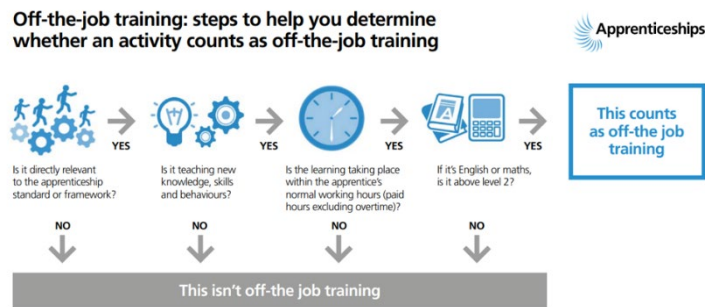 Off-the-job training: steps to help you determine
whether an activity counts as off-the-job training
Apprenticeships
YES
YES
YES
YES
This counts
as off-the job
training
Is it directly relevant
to the apprenticeship
standard or framework?
Is it teaching new
knowledge, skills
and behaviours?
Is the learning taking place
within the apprentice's
normal working hours (paid
hours excluding overtime)?
If it's English or maths,
is it above level 2?
NO
NO
NO
NO
This isn't off-the job training